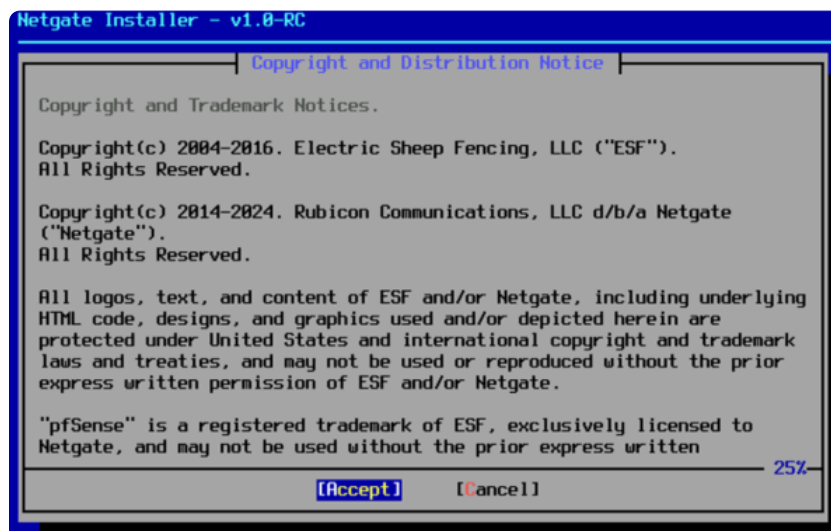 Netgate Installer - v1.0-RC
Copyright and Distribution Notice
Copyright and Trademark Notices.
Copyright(c) 2004-2016. Electric Sheep Fencing, LLC ("ESF").
All Rights Reserved.
Copyright(c) 2014-2024. Rubicon Communications, LLC d/b/a Netgate
("Netgate").
All Rights Reserved.
All logos, text, and content of ESF and/or Netgate, including underlying
HTML code, designs, and graphics used and/or depicted herein are
protected under United States and international copyright and trademark
laws and treaties, and may not be used or reproduced without the prior
express written permission of ESF and/or Netgate.
"pfSense" is a registered trademark of ESF, exclusively licensed to
Netgate, and may not be used without the prior express written
25%
[Accept] [Cancel]